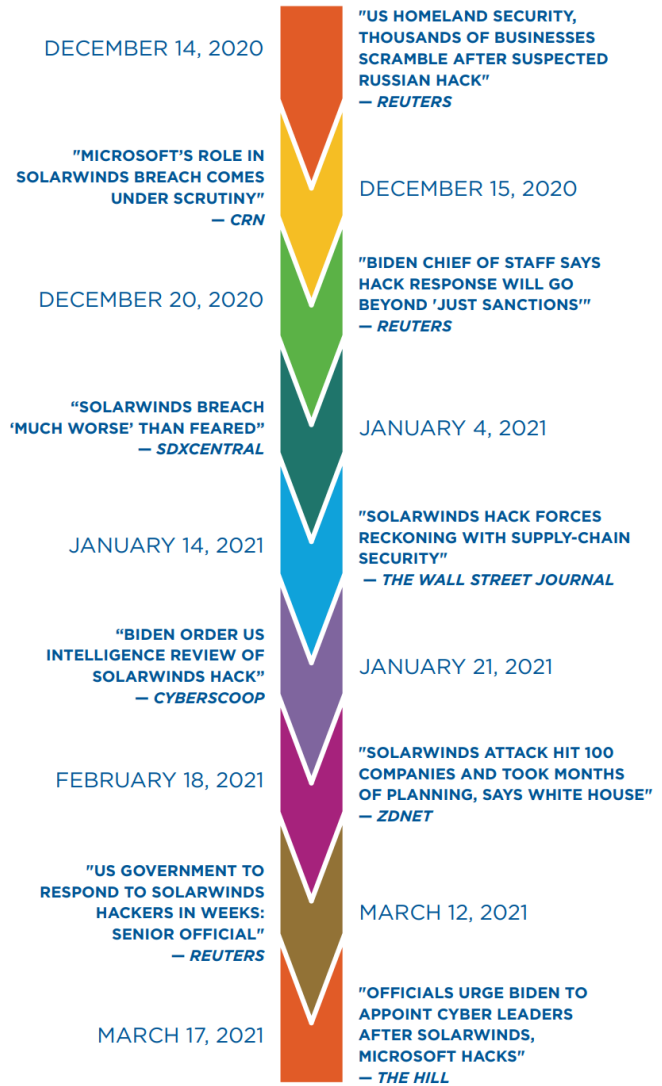 DECEMBER 14, 2020
"US HOMELAND SECURITY,
THOUSANDS OF BUSINESSES
SCRAMBLE AFTER SUSPECTED
RUSSIAN HACK"
— REUTERS
"MICROSOFT’S ROLE IN
SOLARWINDS BREACH COMES
UNDER SCRUTINY"
— CRN
DECEMBER 15, 2020
DECEMBER 20, 2020
"BIDEN CHIEF OF STAFF SAYS
HACK RESPONSE WILL GO
BEYOND 'JUST SANCTIONS'"
— REUTERS
“SOLARWINDS BREACH
‘MUCH WORSE’ THAN FEARED”
— SDXCENTRAL
JANUARY 4, 2021
JANUARY 14, 2021
"SOLARWINDS HACK FORCES
RECKONING WITH SUPPLY-CHAIN
SECURITY"
— THE WALL STREET JOURNAL
“BIDEN ORDER US
INTELLIGENCE REVIEW OF
SOLARWINDS HACK”
— CYBERSCOOP
JANUARY 21, 2021
FEBRUARY 18, 2021
"SOLARWINDS ATTACK HIT 100
COMPANIES AND TOOK MONTHS
OF PLANNING, SAYS WHITE HOUSE"
— ZDNET
"US GOVERNMENT TO
RESPOND TO SOLARWINDS
HACKERS IN WEEKS:
SENIOR OFFICIAL"
— REUTERS
MARCH 12, 2021
MARCH 17, 2021
"OFFICIALS URGE BIDEN TO
APPOINT CYBER LEADERS
AFTER SOLARWINDS,
MICROSOFT HACKS"
— THE HILL